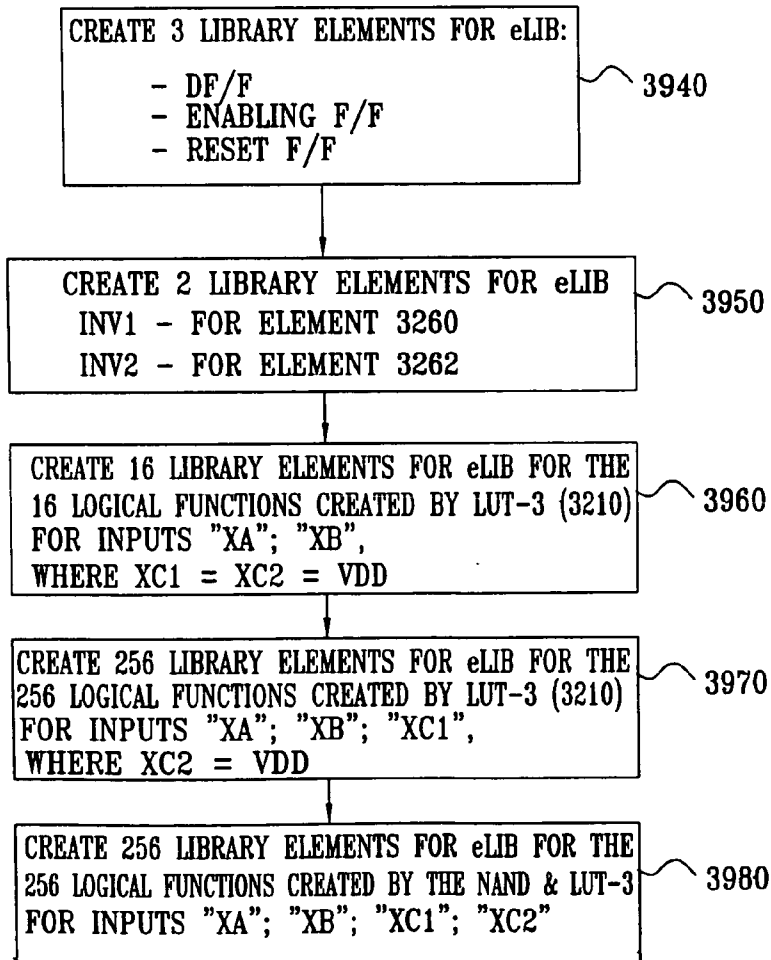 CREATE 3 LIBRARY ELEMENTS FOR eLIB:
- DF/F
- ENABLING F/F
- RESET F/F
3940
CREATE 2 LIBRARY ELEMENTS FOR eLIB
INV1 - FOR ELEMENT 3260
INV2 - FOR ELEMENT 3262
3950
CREATE 16 LIBRARY ELEMENTS FOR eLIB FOR THE
16 LOGICAL FUNCTIONS CREATED BY LUT-3 (3210)
FOR INPUTS "XA"; "XB",
WHERE XC1 = XC2 = VDD
3960
CREATE 256 LIBRARY ELEMENTS FOR eLIB FOR THE
256 LOGICAL FUNCTIONS CREATED BY LUT-3 (3210)
FOR INPUTS "XA"; "XB"; "XC1",
WHERE XC2 = VDD
3970
CREATE 256 LIBRARY ELEMENTS FOR eLIB FOR THE
256 LOGICAL FUNCTIONS CREATED BY THE NAND & LUT-3
FOR INPUTS "XA"; "XB"; "XC1"; "XC2"
3980